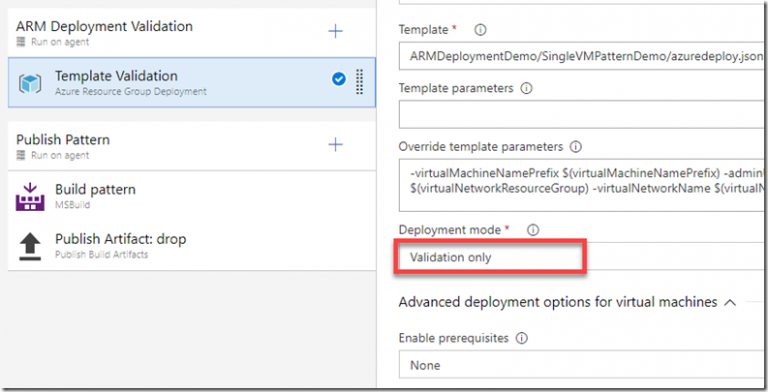 ARM Deployment Validation
Run on agent
Template Validation
Azure Resource Group Deployment
Publish Pattern
Run on agent
Build pattern
MSBuild
Publish Artifact: drop
Publish Build Artifacts
Template *
ARMDeploymentDemo/SingleVMPatternDemo/azuredeploy.json
Template parameters
Override template parameters
-virtualMachineNamePrefix $(virtualMachineNamePrefix)
$(virtualNetworkResourceGroup) -virtualNetworkName
Deployment mode *
Validation only
Advanced deployment options for virtual machines
Enable prerequisites
None